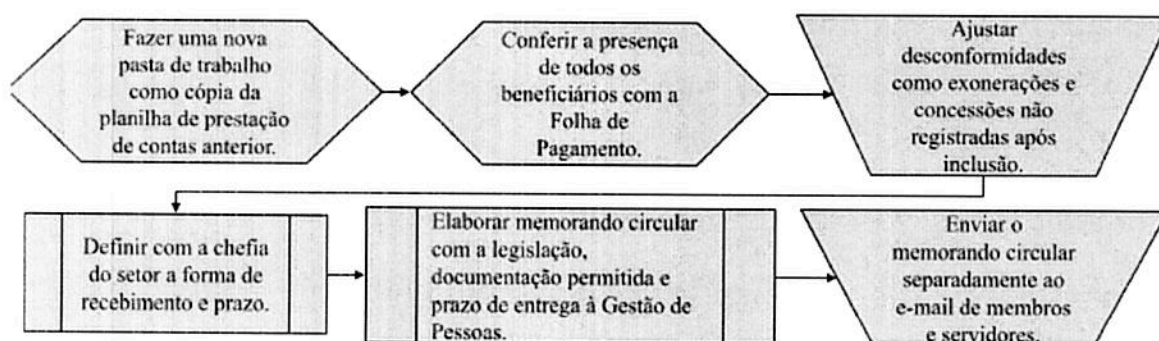 Fazer uma nova
pasta de trabalho
como cópia da
planilha de prestação
de contas anterior.
Conferir a presença
de todos os
beneficiários com a
Folha de
Pagamento.
Ajustar
desconformidades
como exonerações e
concessões não
registradas após
inclusão.
Definir com a chefia
do setor a forma de
recebimento e prazo.
Elaborar memorando circular
com a legislação,
documentação permitida e
prazo de entrega à Gestão de
Pessoas.
Enviar o
memorando circular
separadamente ao
e-mail de membros
e servidores.